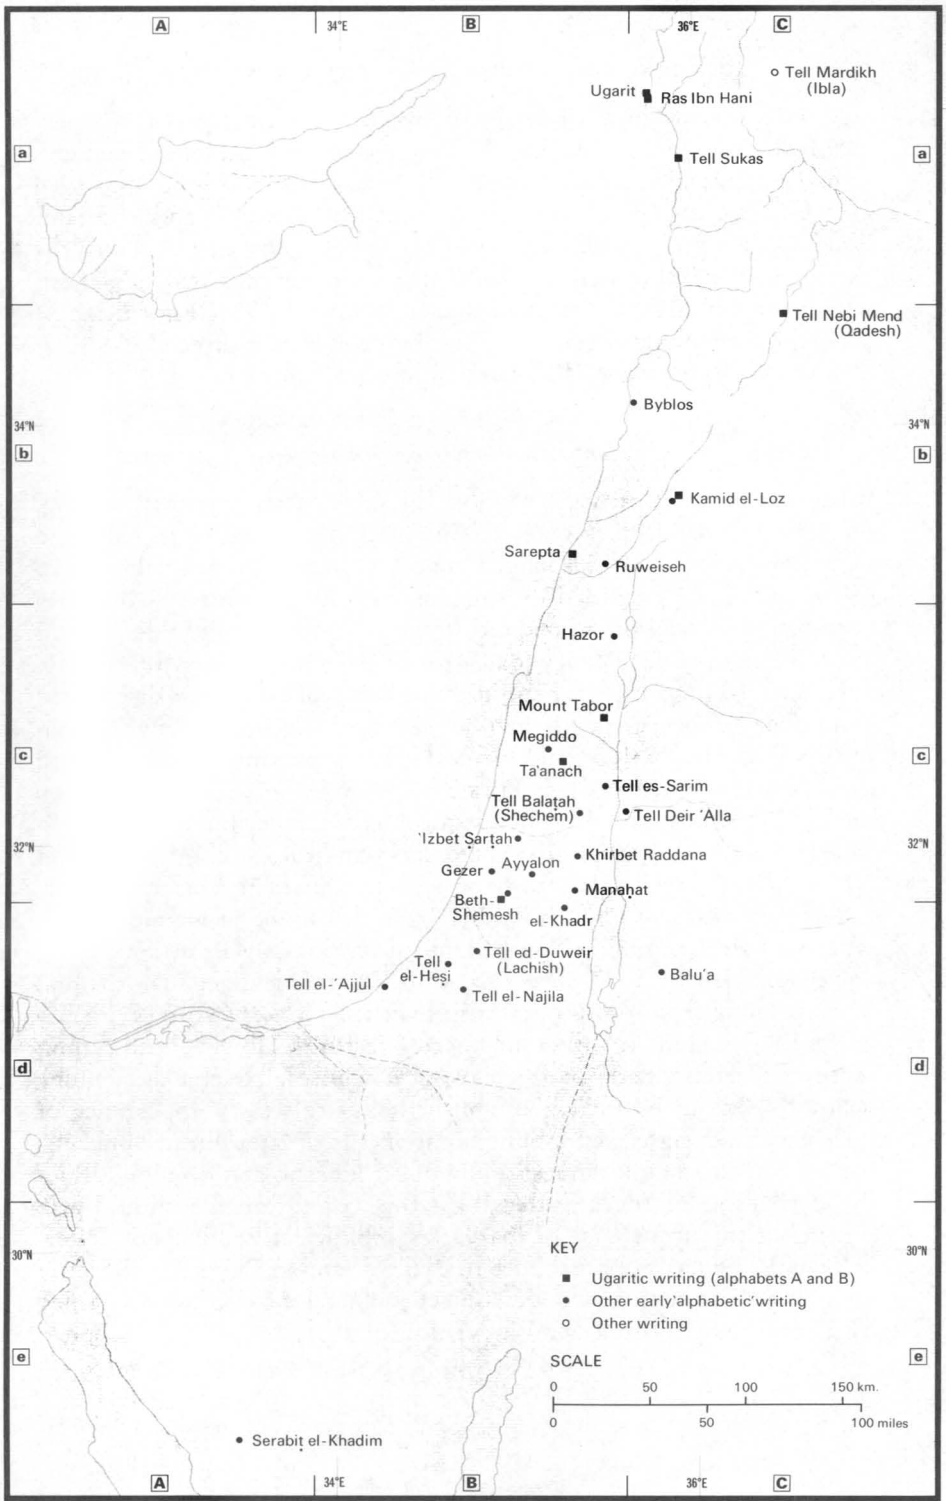 A
34°E
B
36°E
C
Tell Mardikh
(Ibla)
Ugarit
Ras Ibn Hani
a
a
Tell Sukas
Tell Nebi Mend
(Qadesh)
Byblos
34°N
34°N
b
b
Kamid el-Loz
Sarepta
Ruweiseh
Hazor
Mount Tabor
Megiddo
c
c
Ta'anach
Tell es-Sarim
Tell Balaṭah
(Shechem)
Tell Deir 'Alla
'Izbet Ṣarṭah
32°N
32°N
Khirbet Raddana
Ayyalon
Gezer
Manaḥat
Beth-
Shemesh
el-Khaḍr
Tell ed-Duweir
(Lachish)
Tell
el-Ḥesi
Balu'a
Tell el-'Ajjul
Tell el-Najila
d
d
30°N
30°N
KEY
Ugaritic writing (alphabets A and B)
Other early 'alphabetic' writing
Other writing
e
e
SCALE
0 50 100 150 km.
0 50 100 miles
Serabiṭ el-Khadim
A
34°E
B
36°E
C